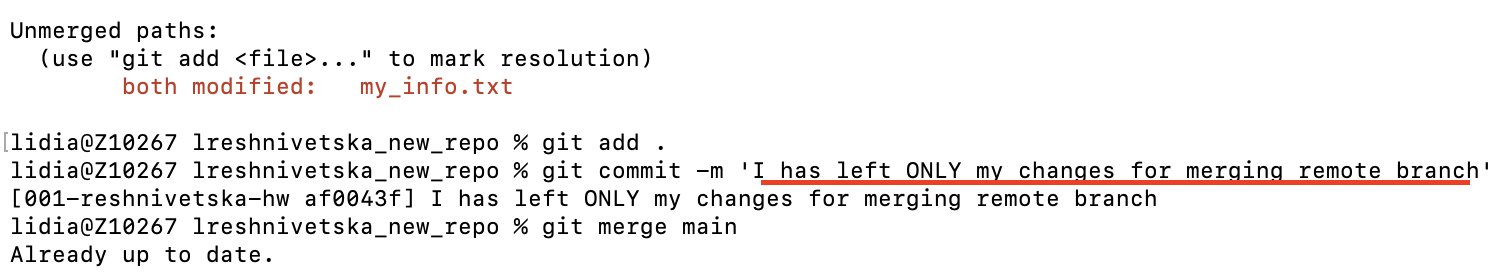 Unmerged paths:
(use "git add <file>..." to mark resolution)
both modified: my_info.txt
[lidia@Z10267 lreshnivetska_new_repo % git add .
lidia@Z10267 lreshnivetska_new_repo % git commit -m 'I has left ONLY my changes for merging remote branch'
[001-reshnivetska-hw af0043f] I has left ONLY my changes for merging remote branch
lidia@Z10267 lreshnivetska_new_repo % git merge main
Already up to date.